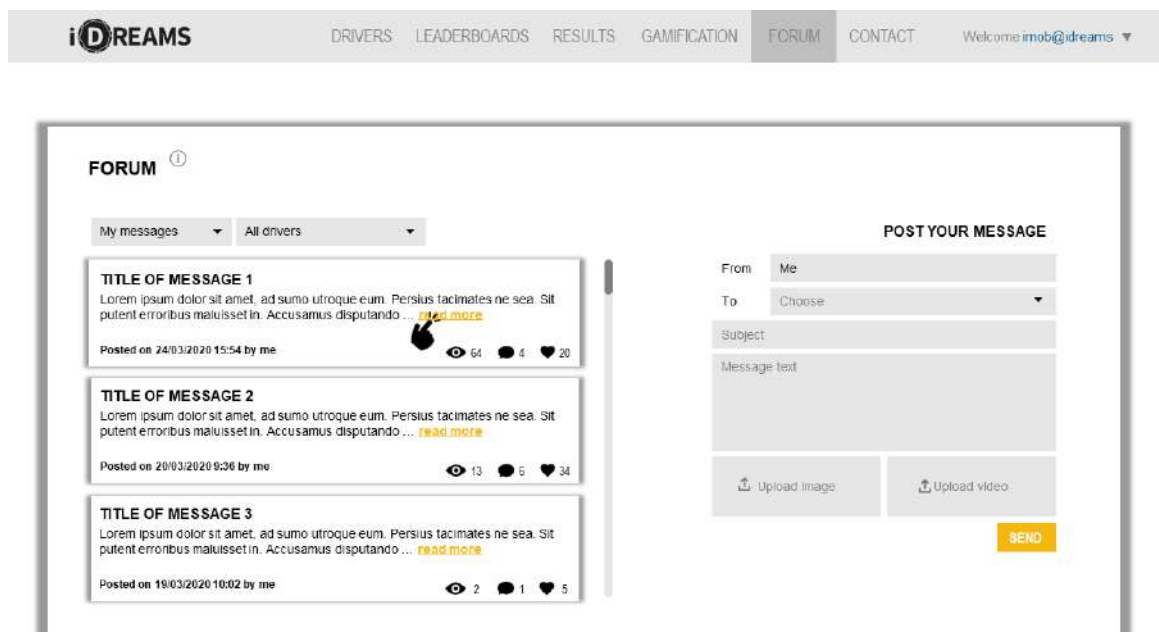 iDREAMS DRIVERS LEADERBOARDS RESULTS GAMIFICATION FORUM CONTACT Welcome imob@idreams
FORUM
My messages All drivers
TITLE OF MESSAGE 1
Lorem ipsum dolor sit amet, ad sumo utroque eum. Persius tacimates ne sea. Sit
putent erroribus maluisset in. Accusamus disputando ... read more
Posted on 24/03/2020 15:54 by me 64 4 20
TITLE OF MESSAGE 2
Lorem ipsum dolor sit amet, ad sumo utroque eum. Persius tacimates ne sea. Sit
putent erroribus maluisset in. Accusamus disputando ... read more
Posted on 20/03/2020 9:36 by me 13 6 34
TITLE OF MESSAGE 3
Lorem ipsum dolor sit amet, ad sumo utroque eum. Persius tacimates ne sea. Sit
putent erroribus maluisset in. Accusamus disputando ... read more
Posted on 19/03/2020 10:02 by me 2 1 5
POST YOUR MESSAGE
From Me
To Choose
Subject
Message text
Upload image Upload video
SEND